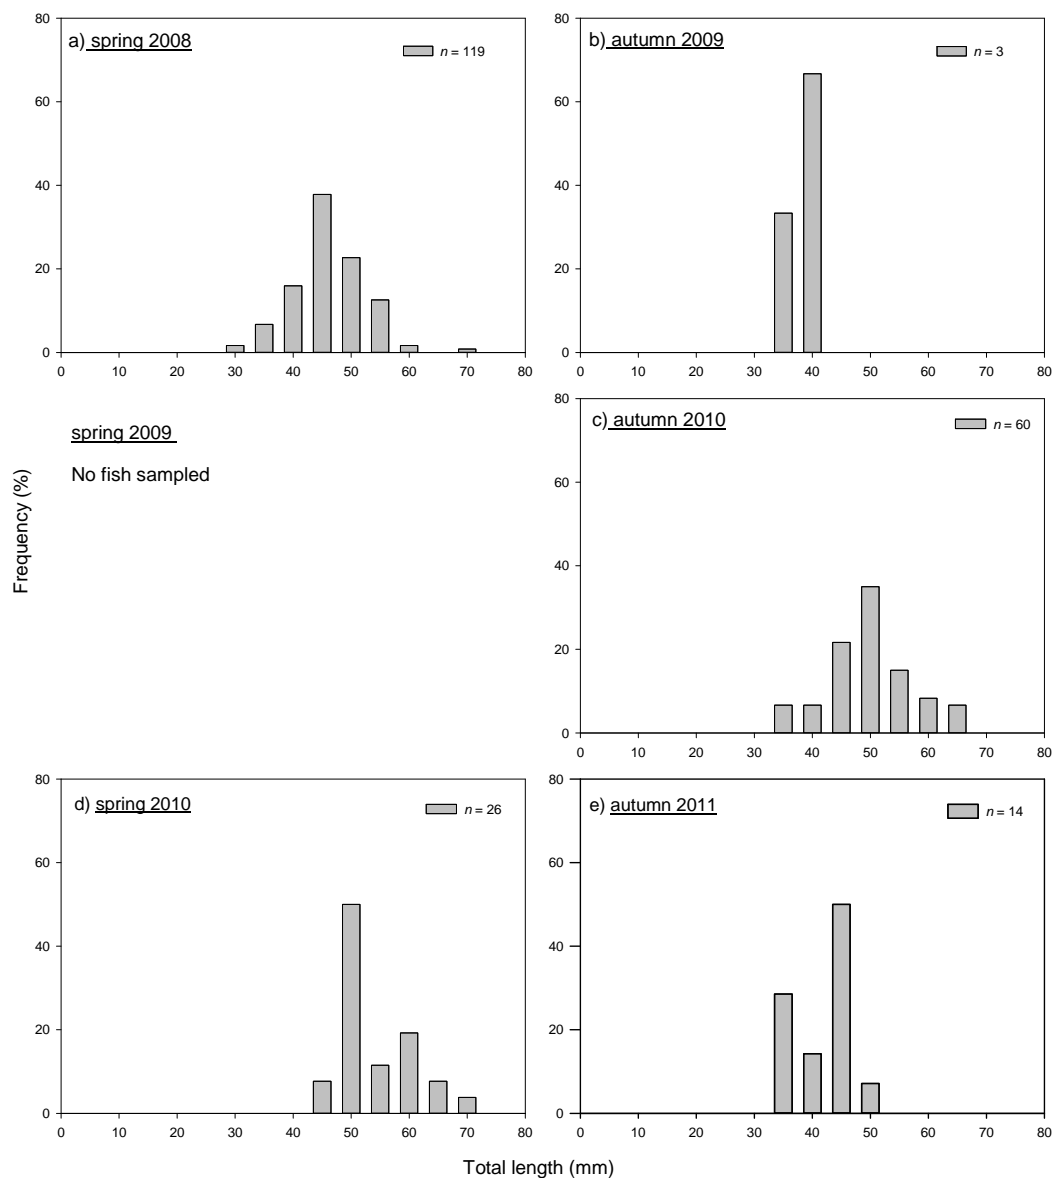 a) spring 2008
n = 119
80
60
40
20
0
0 10 20 30 40 50 60 70 80
b) autumn 2009
n = 3
80
60
40
20
0
0 10 20 30 40 50 60 70 80
spring 2009
No fish sampled
Frequency (%)
c) autumn 2010
n = 60
80
60
40
20
0
0 10 20 30 40 50 60 70 80
d) spring 2010
n = 26
80
60
40
20
0
0 10 20 30 40 50 60 70 80
e) autumn 2011
n = 14
80
60
40
20
0
0 10 20 30 40 50 60 70 80
Total length (mm)